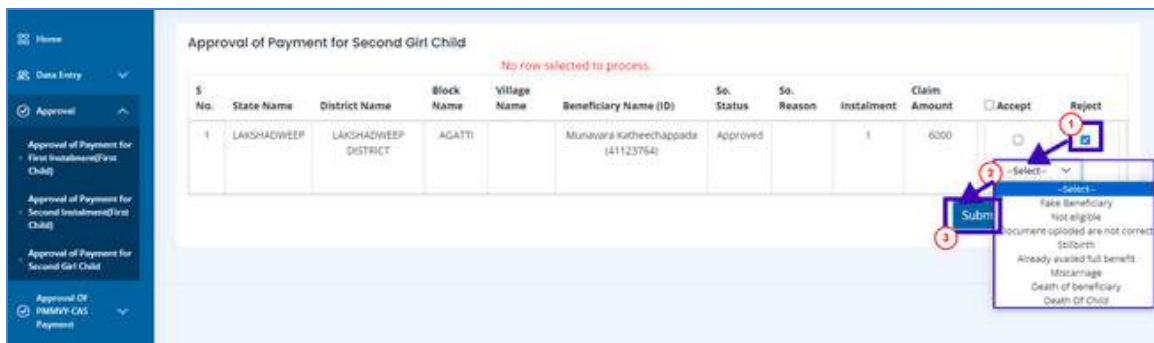 Home
Data Entry
Approval
Approval of Payment for
First Instalment(First
Child)
Approval of Payment for
Second Instalment(First
Child)
Approval of Payment for
Second Girl Child
Approval Of
PMMVY-CAS
Payment
Approval of Payment for Second Girl Child
No row selected to process.
S No. State Name District Name Block Name Village Name Beneficiary Name (ID) So. Status So. Reason Instalment Claim Amount Accept Reject
1 LAKSHADWEEP LAKSHADWEEP DISTRICT AGATTI Munavara Katheechappada (41123764) Approved 1 6000
1
--Select--
2
--Select--
Fake Beneficiary
Subm
Not eligible
3
Document uploded are not correct
Stillbirth
Already availed full benefit
Miscarriage
Death of beneficiary
Death Of Child